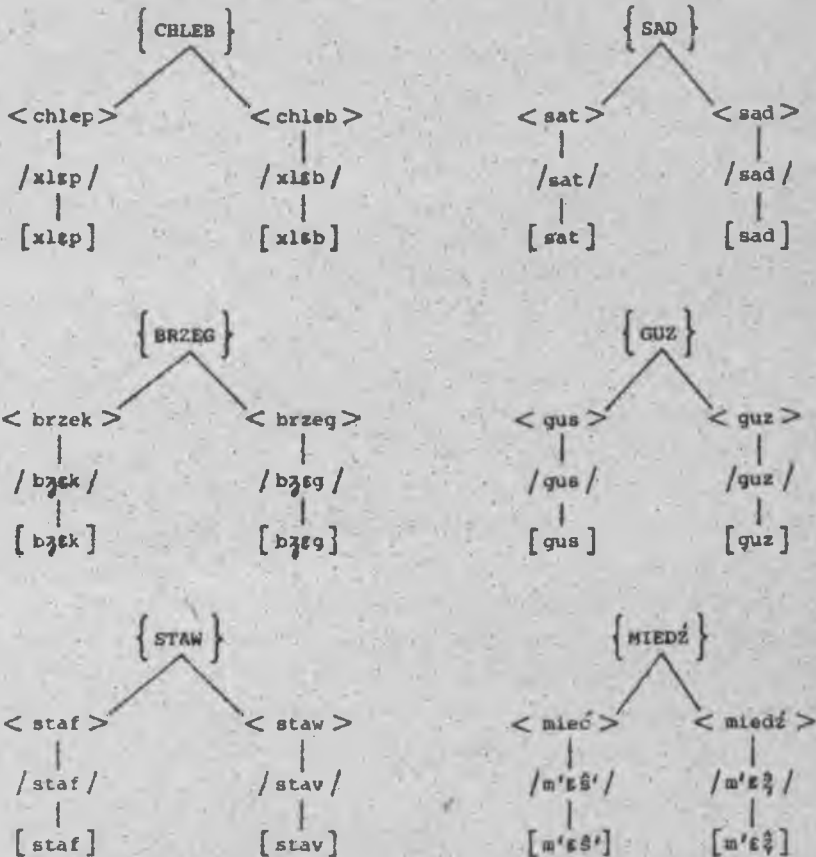 { CHLEB } { SAD }
< chlep > < chleb > < sat > < sad >
/ xlɛp / / xlɛb / / sat / / sad /
[ xlɛp ] [ xlɛb ] [ sat ] [ sad ]
{ BRZEG } { GUZ }
< brzek > < brzeg > < gus > < guz >
/ bʒɛk / / bʒɛg / / gus / / guz /
[ bʒɛk ] [ bʒɛg ] [ gus ] [ guz ]
{ STAW } { MIEDŹ }
< staf > < staw > < mieć > < miedź >
/ staf / / stav / / m'ɛŝ' /
[ staf ] [ stav ] [ m'ɛŝ' ]